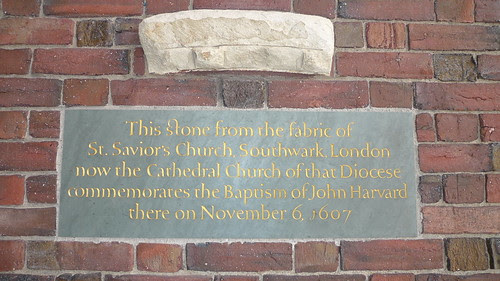 This stone from the fabric of
St. Savior's Church, Southwark, London
now the Cathedral Church of that Diocese
commemorates the Baptism of John Harvard
there on November 6, 1607